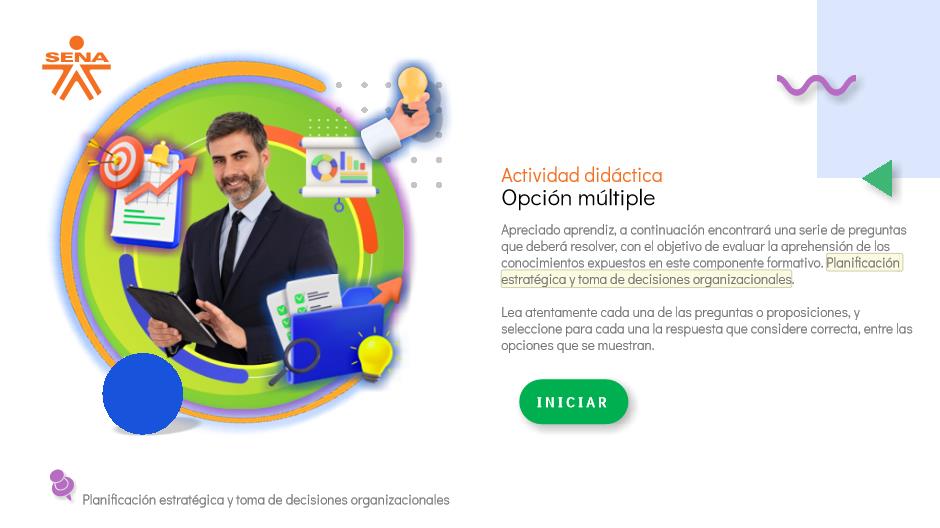 SENA
Actividad didáctica
Opción múltiple
Apreciado aprendiz, a continuación encontrará una serie de preguntas
que deberá resolver, con el objetivo de evaluar la aprehensión de los
conocimientos expuestos en este componente formativo. Planificación
estratégica y toma de decisiones organizacionales.
Lea atentamente cada una de las preguntas o proposiciones, y
seleccione para cada una la respuesta que considere correcta, entre las
opciones que se muestran.
INICIAR
Planificación estratégica y toma de decisiones organizacionales